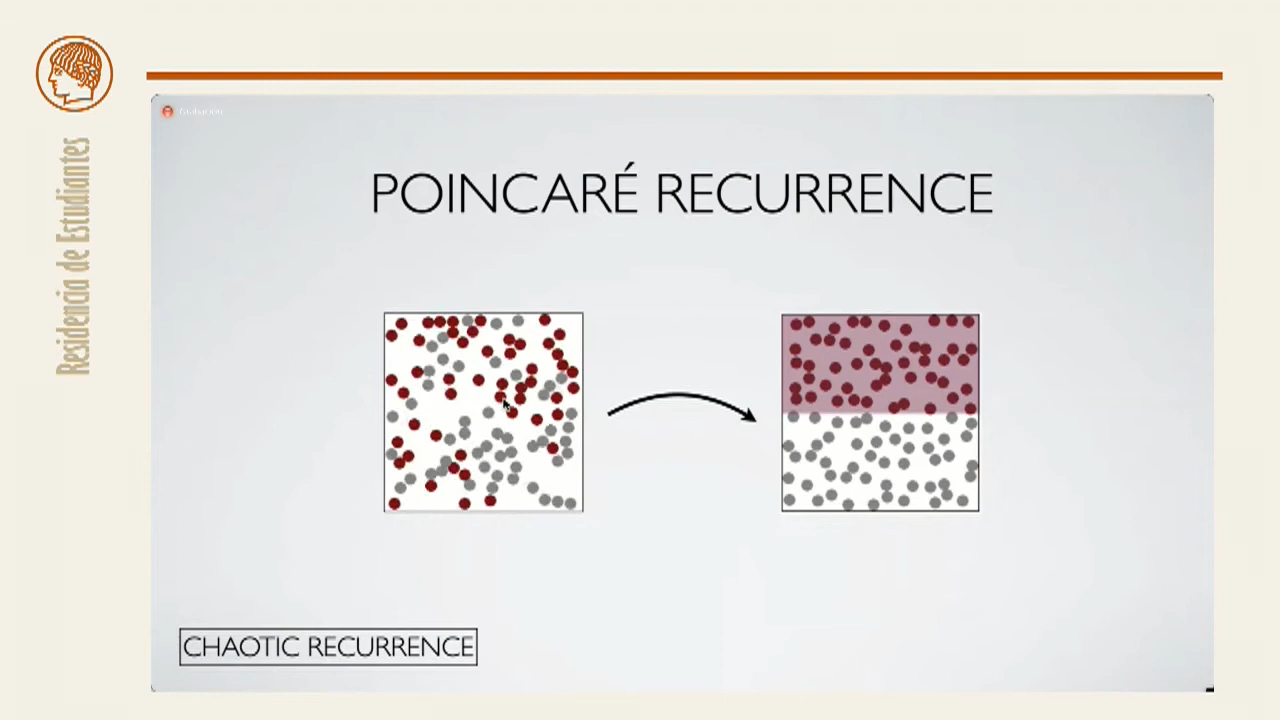 Residencia de Estudiantes
POINCARÉ RECURRENCE
CHAOTIC RECURRENCE